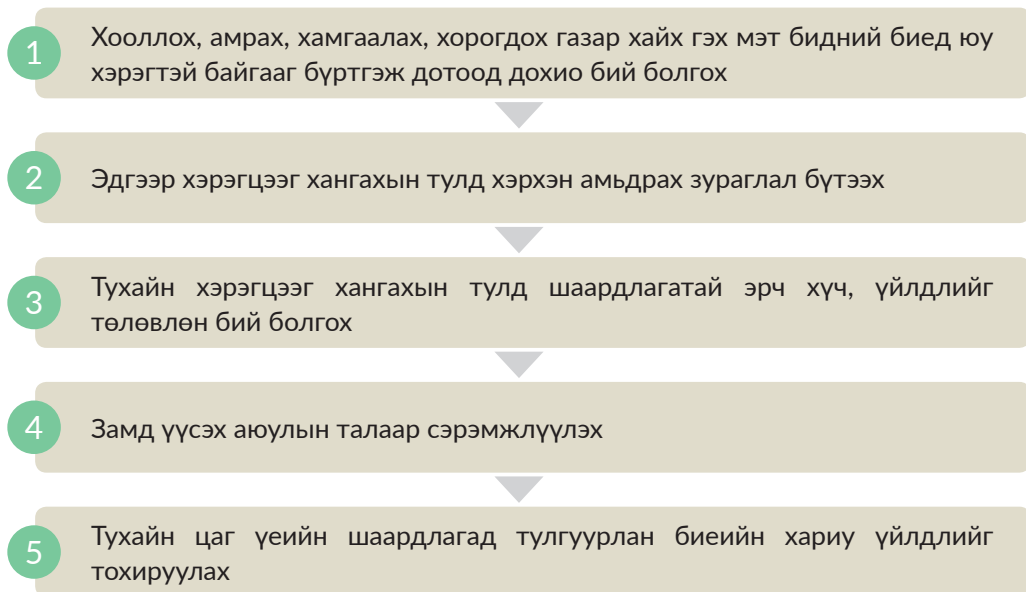 1
Хооллох, амрах, хамгаалах, хорогдох газар хайх гэх мэт бидний биед юу
хэрэгтэй байгааг бүртгэж дотоод дохио бий болгох
2
Эдгээр хэрэгцээг хангахын тулд хэрхэн амьдрах зураглал бүтээх
3
Тухайн хэрэгцээг хангахын тулд шаардлагатай эрч хүч, үйлдлийг
төлөвлөн бий болгох
4
Замд үүсэх аюулын талаар сэрэмжлүүлэх
5
Тухайн цаг үеийн шаардлагад тулгуурлан биеийн хариу үйлдлийг
тохируулах